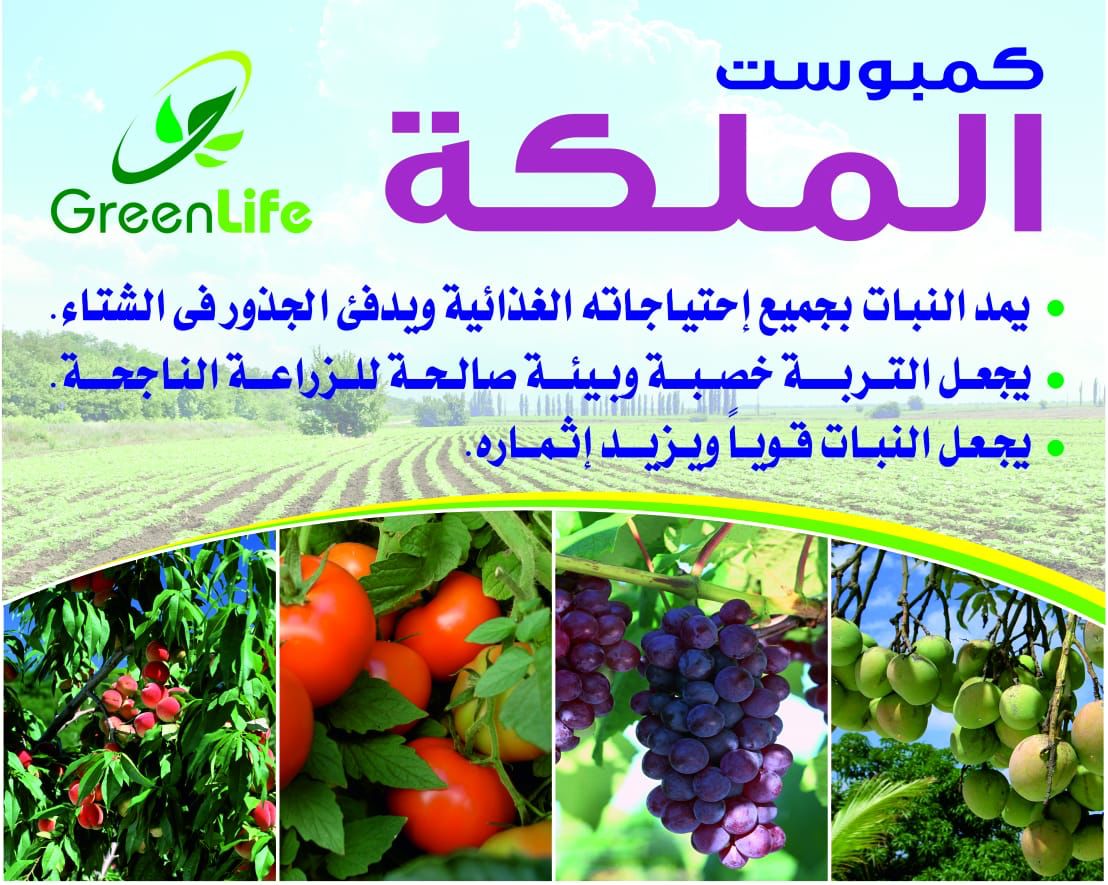 كمبوست
الملكة
GreenLife
• يمد النبات بجميع إحتياجاته الغذائية ويدفئ الجذور فى الشتاء.
• يجعل التربة خصبة وبيئة صالحة للزراعة الناجحة.
• يجعل النبات قوياً ويزيد إثماره.